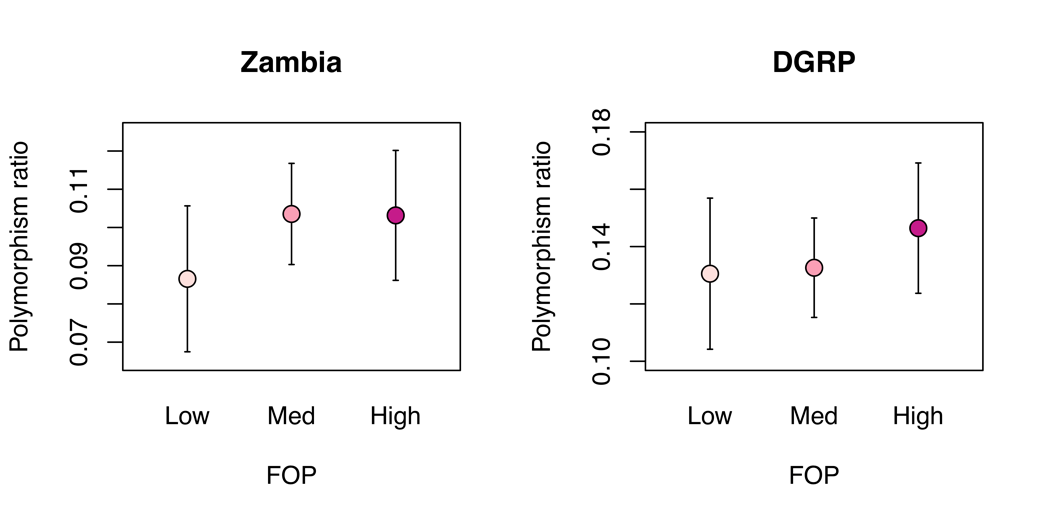 Zambia
Polymorphism ratio
0.11
0.09
0.07
Low Med High
FOP
DGRP
Polymorphism ratio
0.18
0.14
0.10
Low Med High
FOP